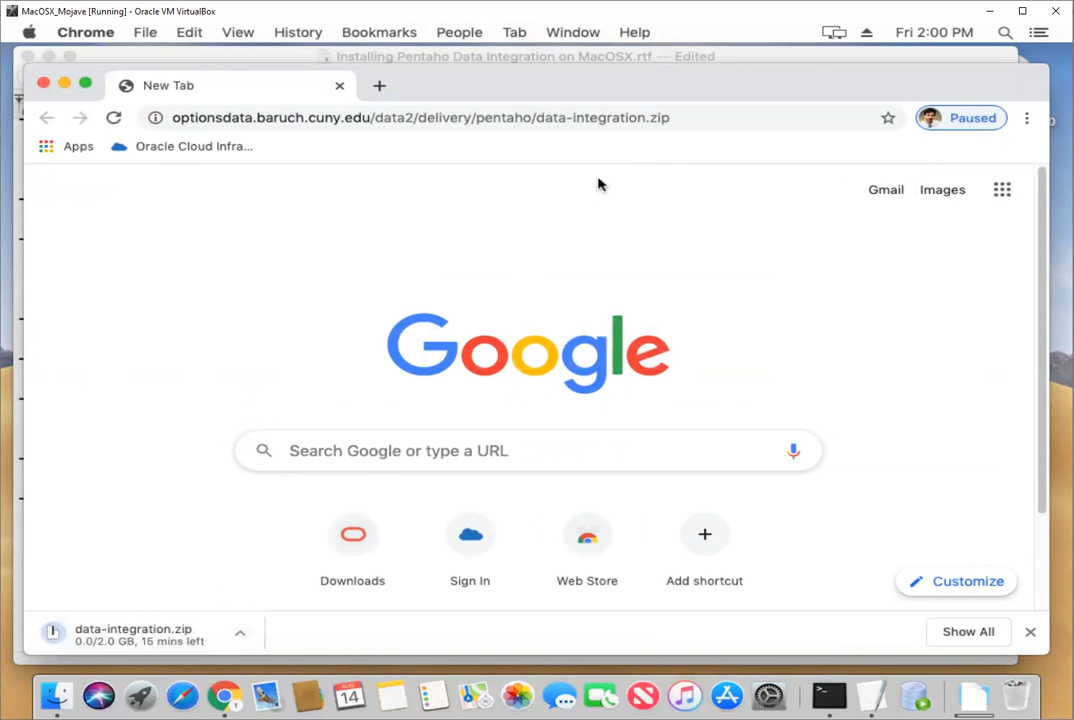 MacOSX_Mojave [Running] - Oracle VM VirtualBox
Chrome File Edit View History Bookmarks People Tab Window Help Fri 2:00 PM
Installing Pentaho Data Integration on MacOSX.rtf — Edited
New Tab
optionsdata.baruch.cuny.edu/data2/delivery/pentaho/data-integration.zip Paused
Apps Oracle Cloud Infra...
Gmail Images
Google
Search Google or type a URL
Downloads Sign In Web Store Add shortcut
Customize
data-integration.zip
0.0/2.0 GB, 15 mins left
Show All
14